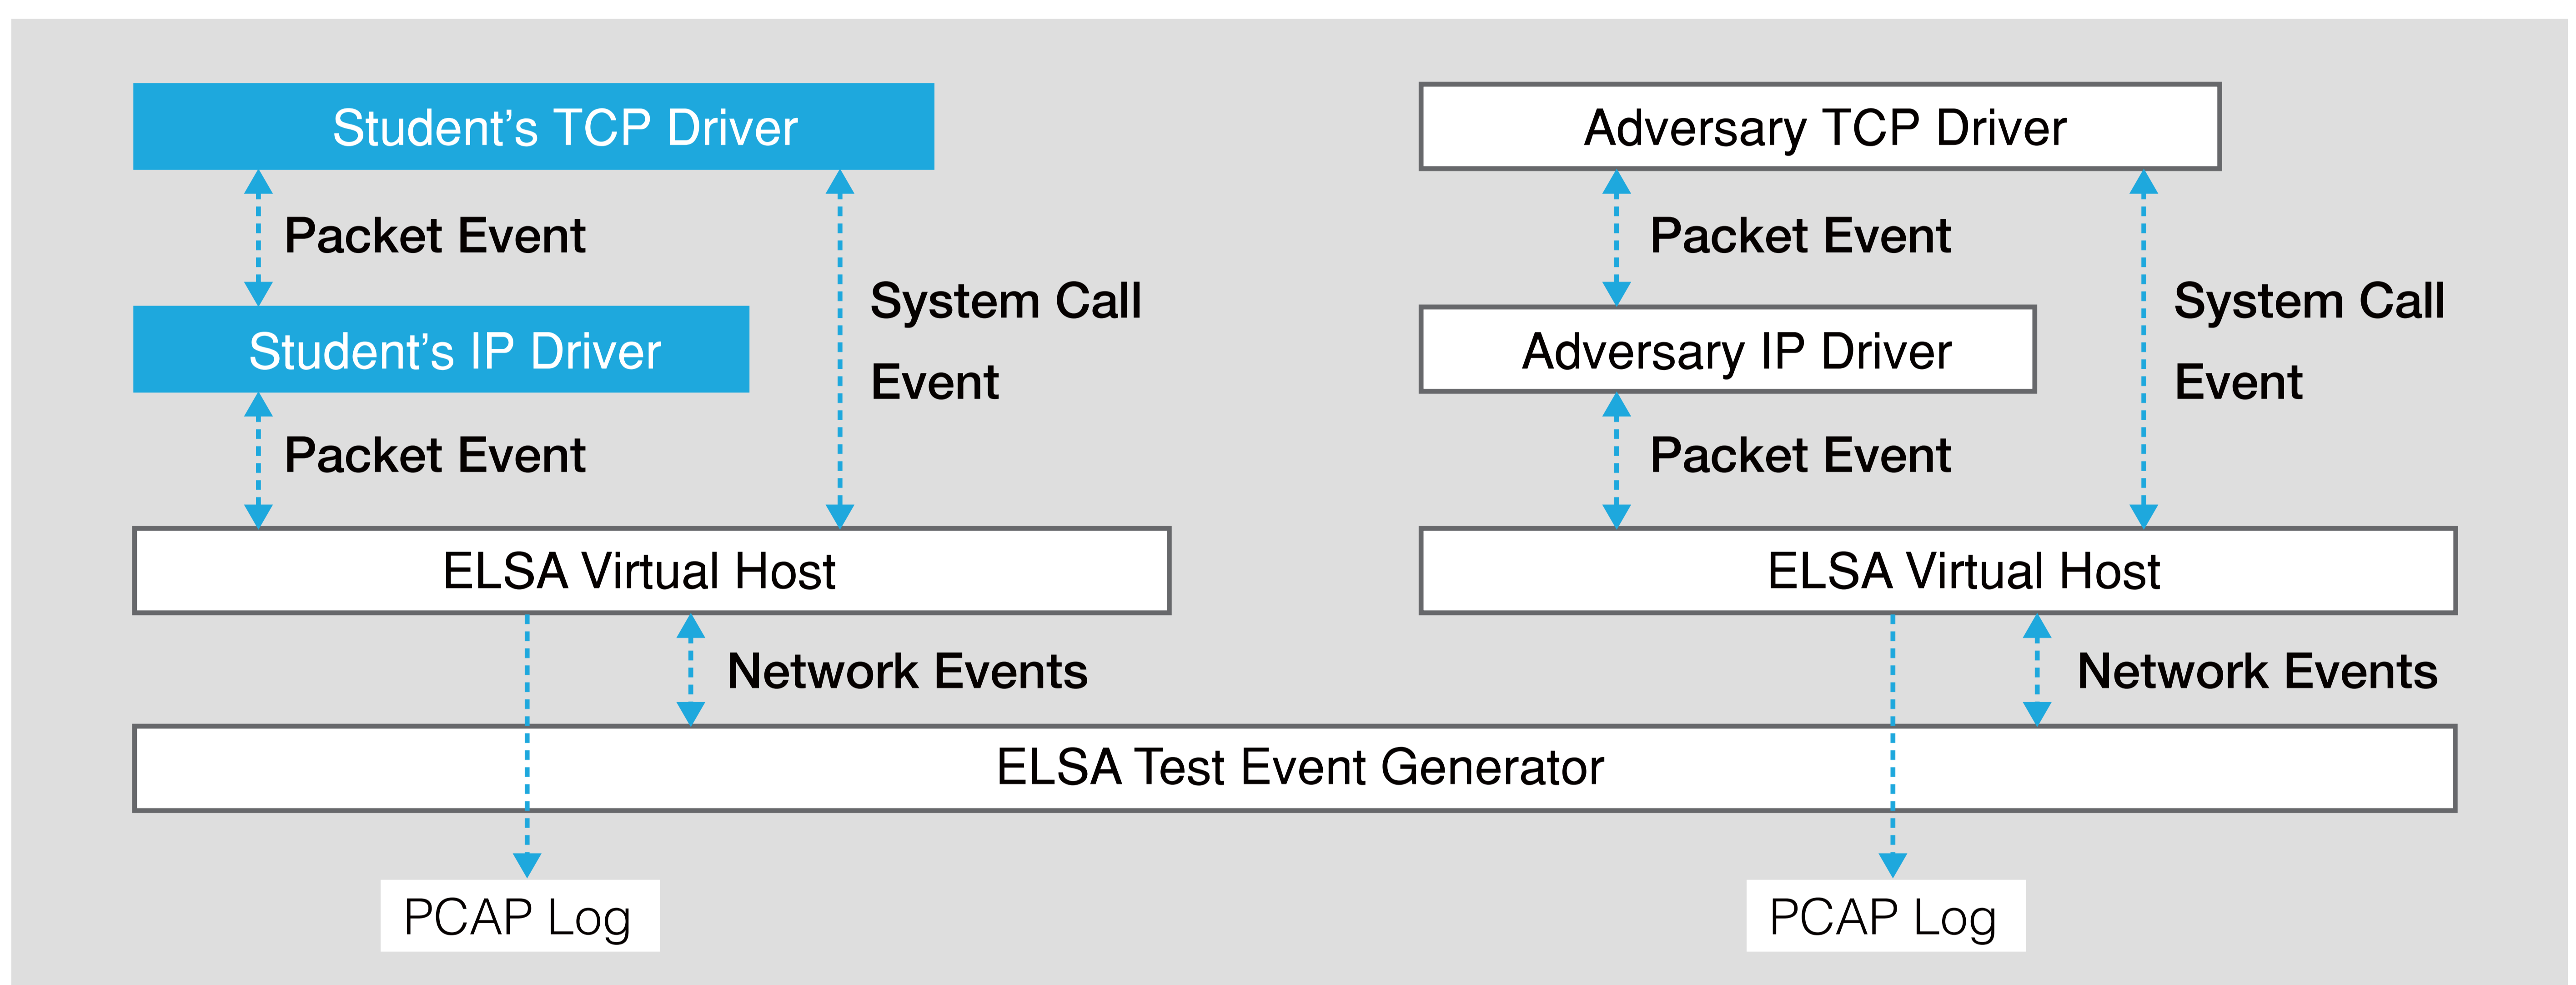 Student’s TCP Driver
Adversary TCP Driver
Packet Event
Packet Event
System Call
Event
System Call
Event
Student’s IP Driver
Adversary IP Driver
Packet Event
Packet Event
ELSA Virtual Host
ELSA Virtual Host
Network Events
Network Events
ELSA Test Event Generator
PCAP Log
PCAP Log